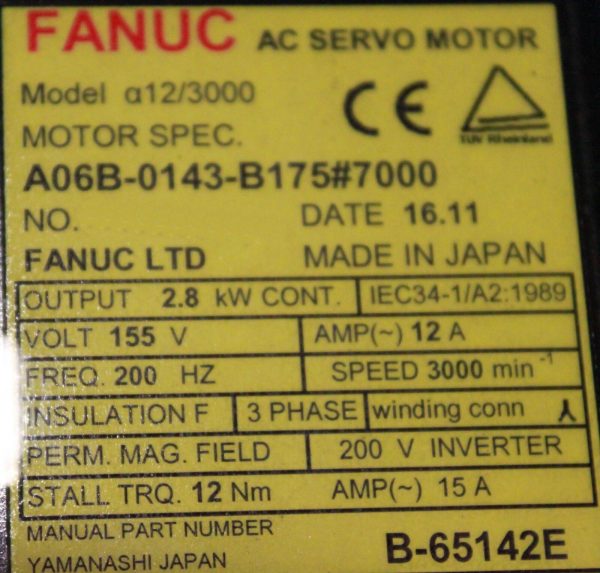 FANUC AC SERVO MOTOR
Model α12/3000
CE
TÜV Rheinland
MOTOR SPEC.
A06B-0143-B175#7000
NO. DATE 16.11
FANUC LTD MADE IN JAPAN
OUTPUT 2.8 kW CONT. IEC34-1/A2:1989
VOLT 155 V AMP(~) 12 A
FREQ. 200 HZ SPEED 3000 min -1
INSULATION F 3 PHASE winding conn
PERM. MAG. FIELD 200 V INVERTER
STALL TRQ. 12 Nm AMP(~) 15 A
MANUAL PART NUMBER
YAMANASHI JAPAN B-65142E